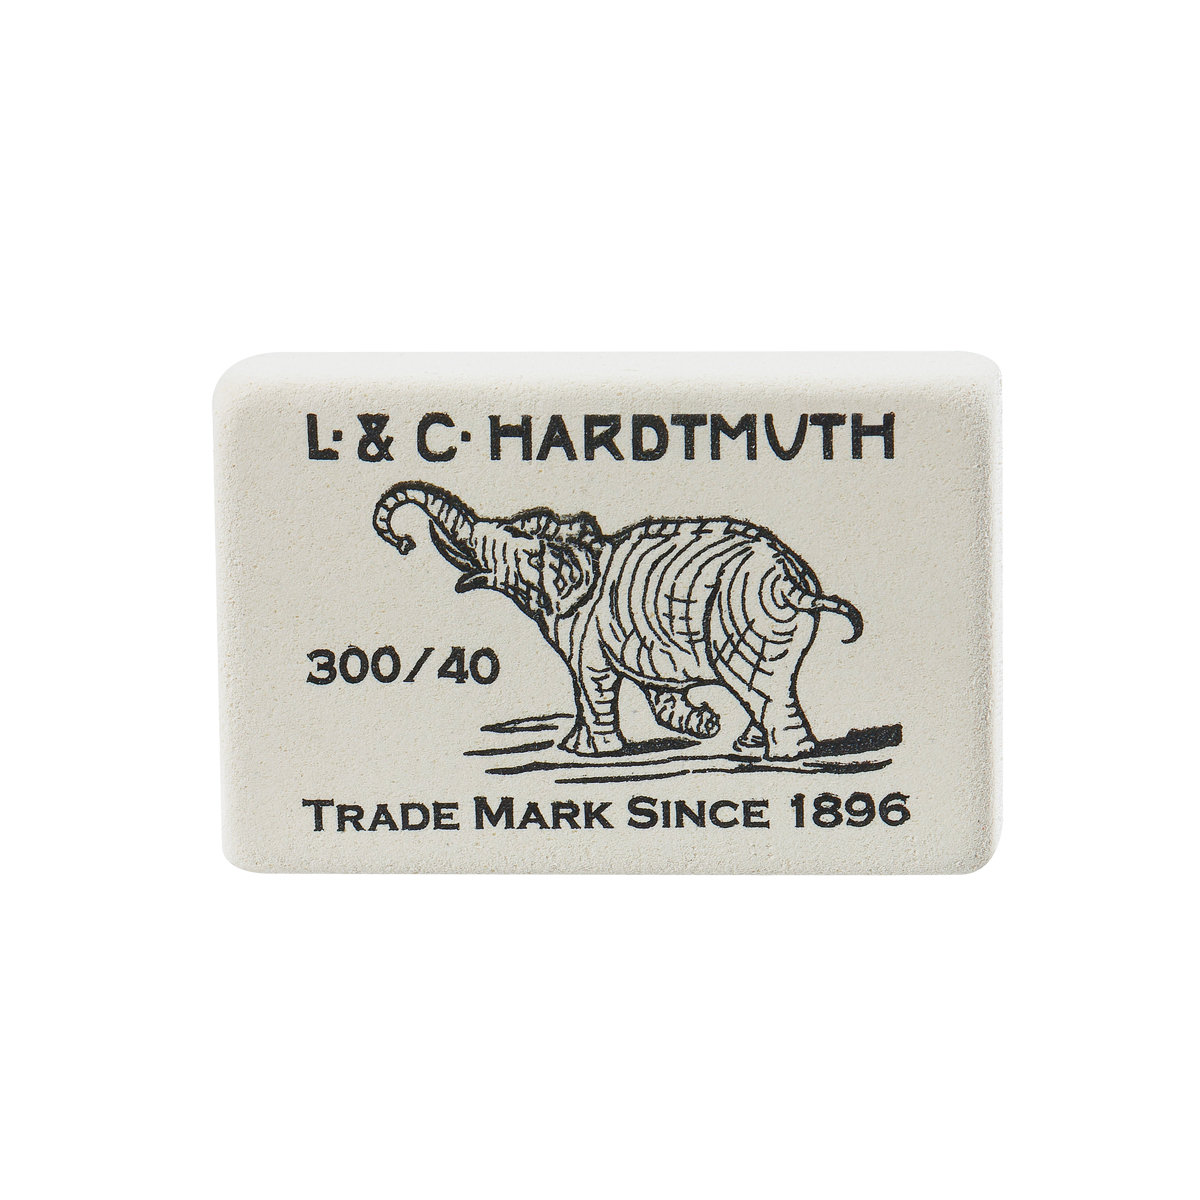 L. & C. HARDTMUTH
300/40
TRADE MARK SINCE 1896